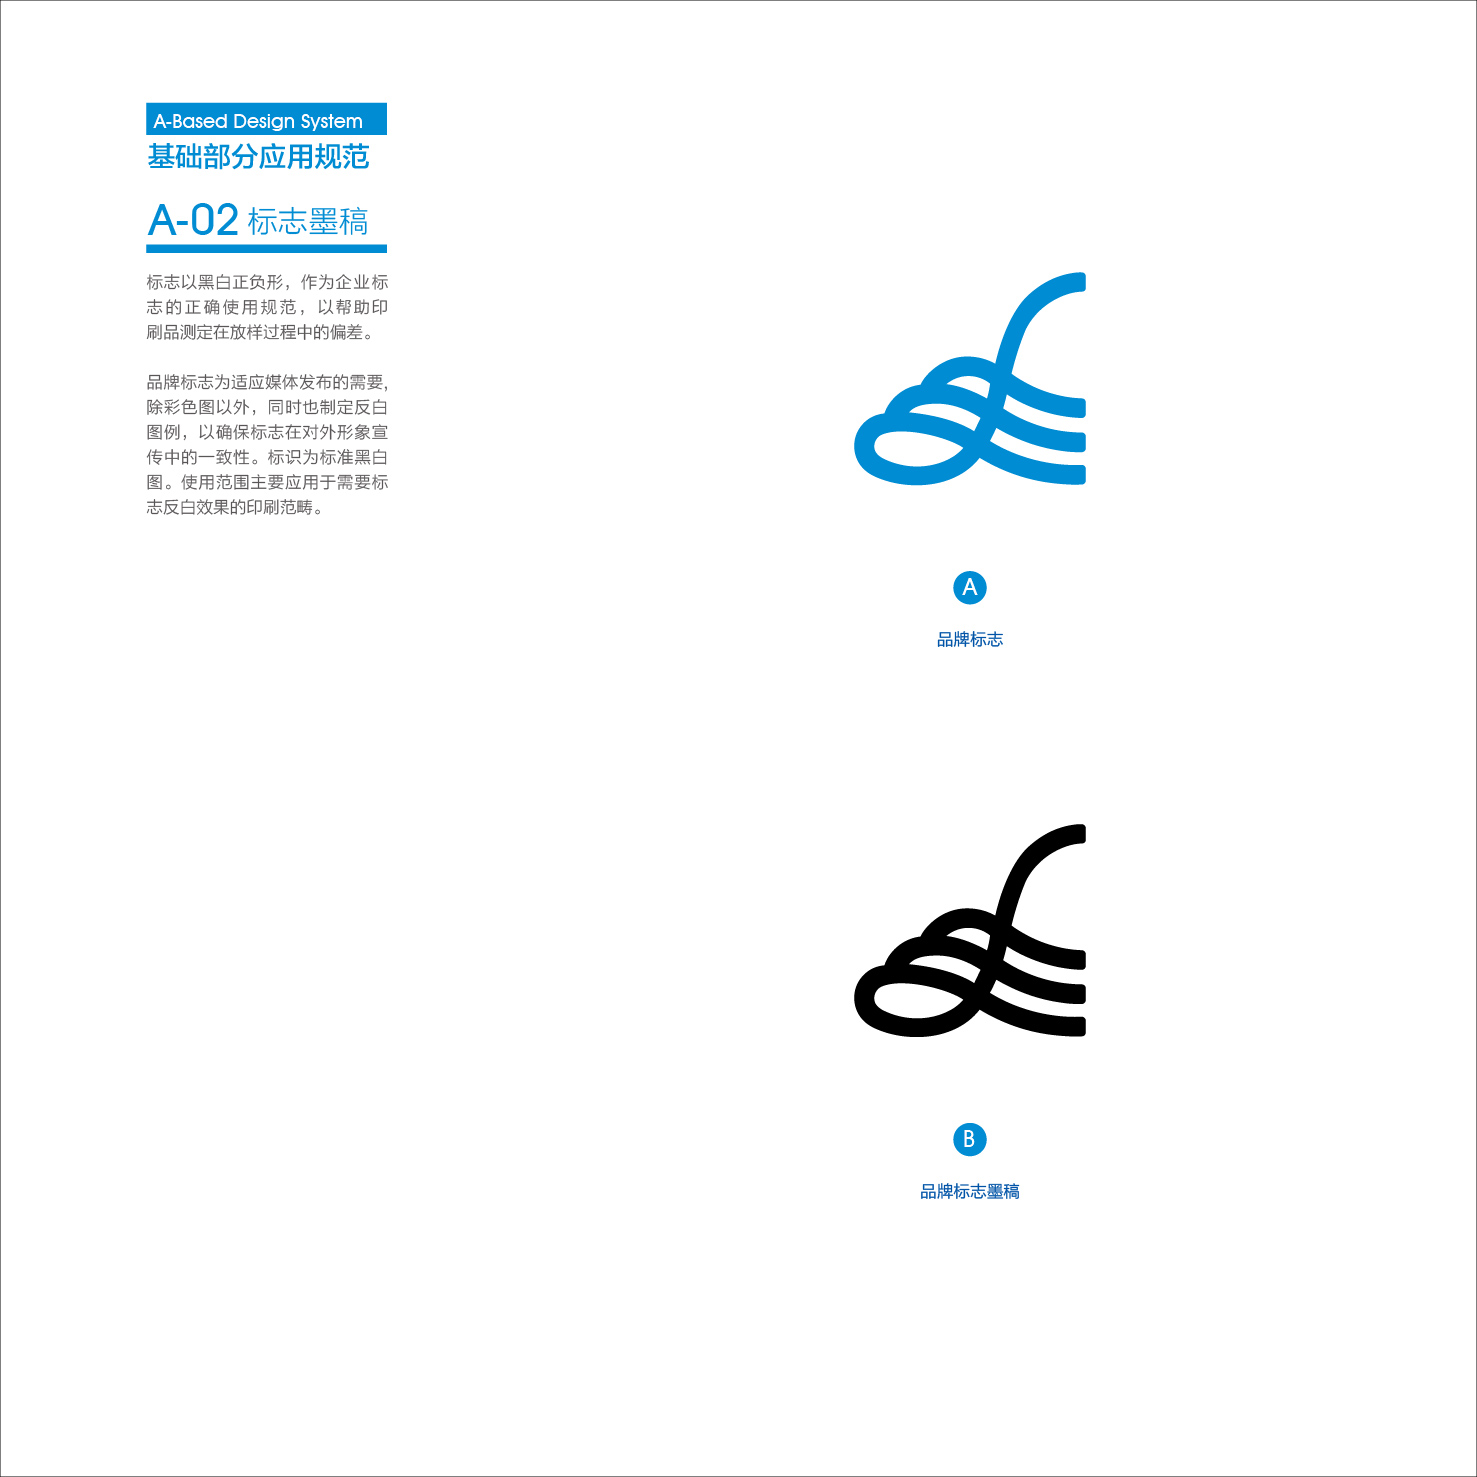 A-Based Design System
基础部分应用规范
A-02 标志墨稿
标志以黑白正负形，作为企业标
志的正确使用规范，以帮助印
刷品测定在放样过程中的偏差。
品牌标志为适应媒体发布的需要，
除彩色图以外，同时也制定反白
图例，以确保标志在对外形象宣
传中的一致性。标识为标准黑白
图。使用范围主要应用于需要标
志反白效果的印刷范畴。
A
品牌标志
B
品牌标志墨稿